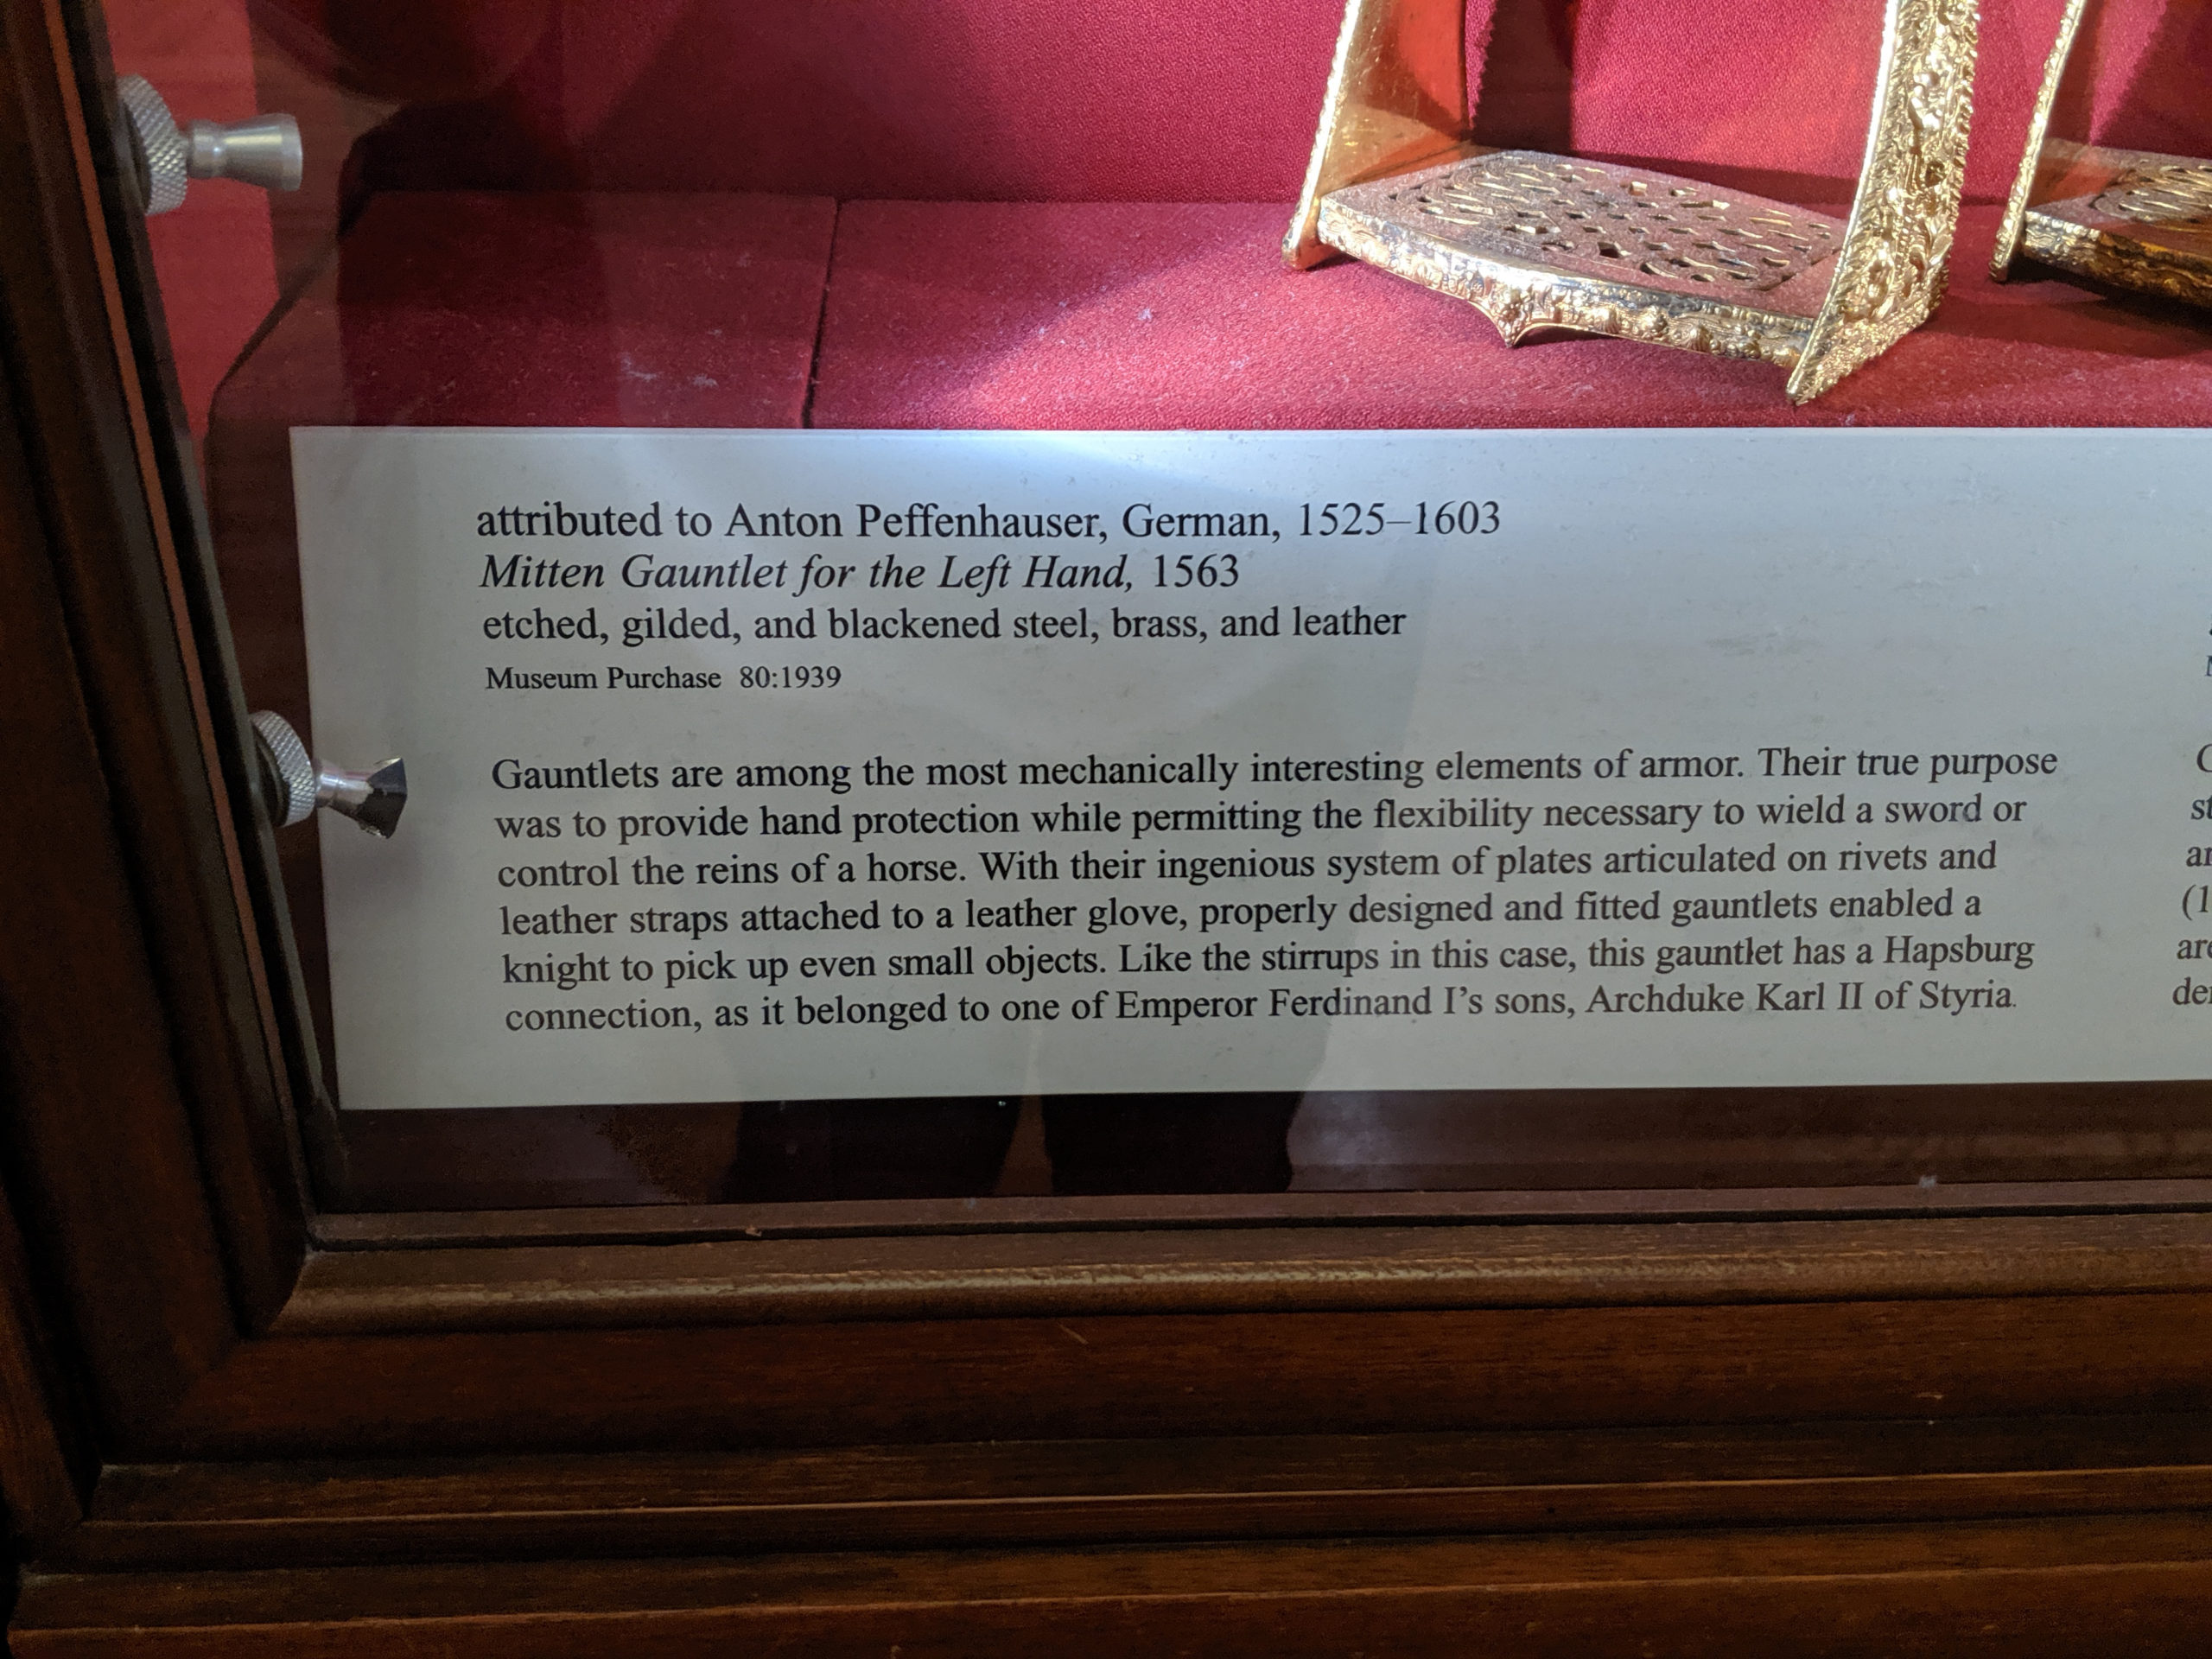 attributed to Anton Peffenhauser, German, 1525–1603
Mitten Gauntlet for the Left Hand, 1563
etched, gilded, and blackened steel, brass, and leather
Museum Purchase 80:1939
Gauntlets are among the most mechanically interesting elements of armor. Their true purpose
was to provide hand protection while permitting the flexibility necessary to wield a sword or
control the reins of a horse. With their ingenious system of plates articulated on rivets and
leather straps attached to a leather glove, properly designed and fitted gauntlets enabled a
knight to pick up even small objects. Like the stirrups in this case, this gauntlet has a Hapsburg
connection, as it belonged to one of Emperor Ferdinand I’s sons, Archduke Karl II of Styria.